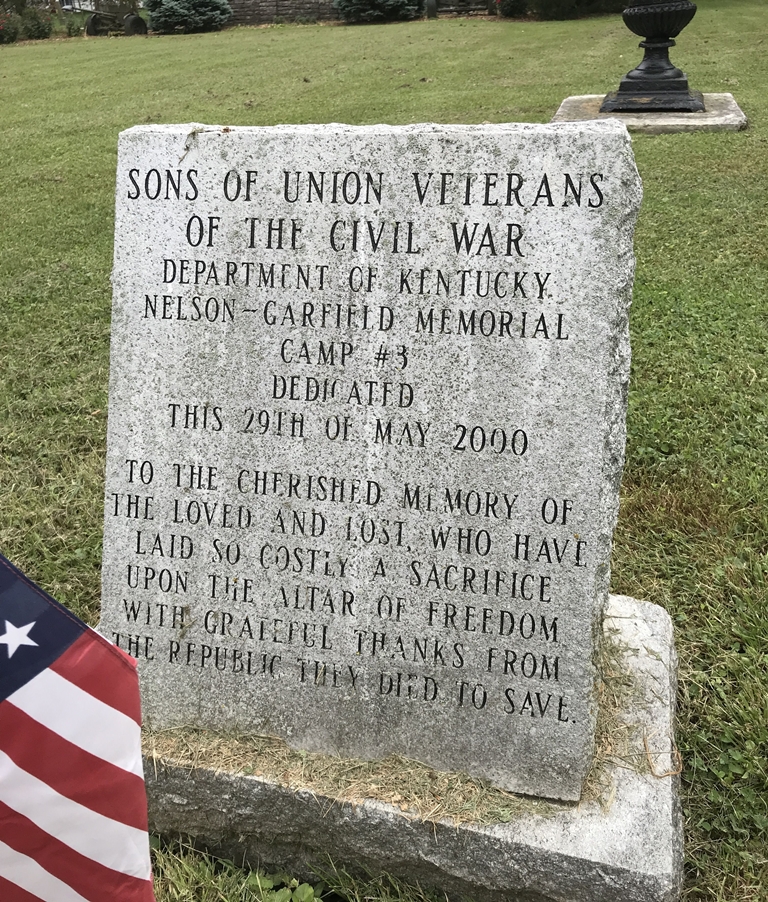 SONS OF UNION VETERANS
OF THE CIVIL WAR
DEPARTMENT OF KENTUCKY
NELSON-GARFIELD MEMORIAL
CAMP #3
DEDICATED
THIS 29TH OF MAY 2000
TO THE CHERISHED MEMORY OF
THE LOVED AND LOST, WHO HAVE
LAID SO COSTLY A SACRIFICE
UPON THE ALTAR OF FREEDOM
WITH GRATEFUL THANKS FROM
THE REPUBLIC THEY DIED TO SAVE.